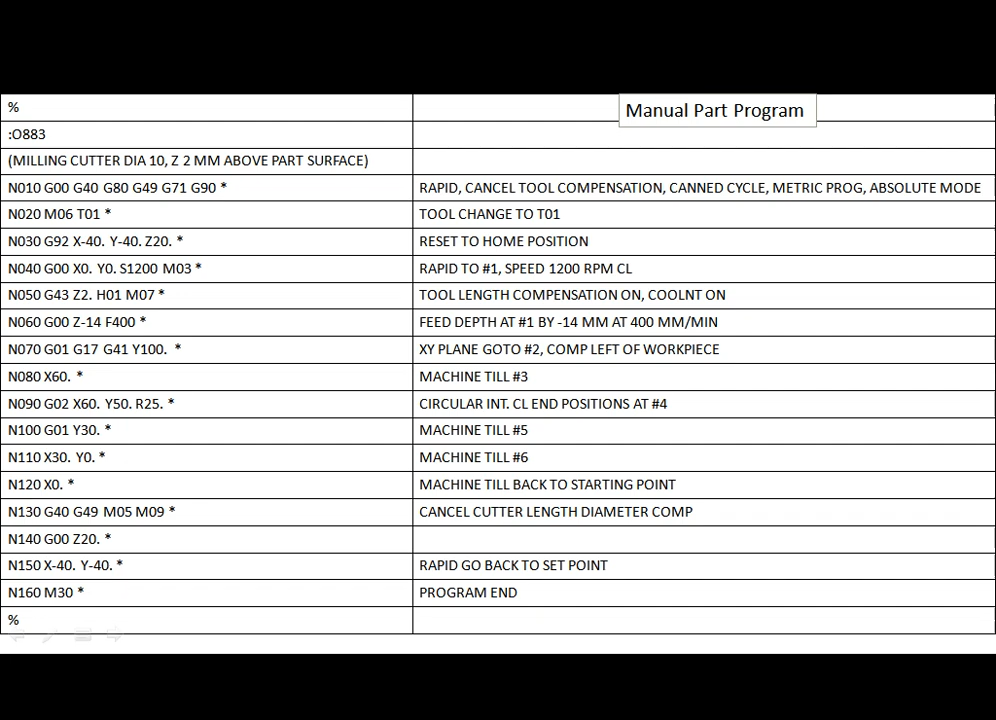 %
Manual Part Program
:O883
(MILLING CUTTER DIA 10, Z 2 MM ABOVE PART SURFACE)
N010 G00 G40 G80 G49 G71 G90 * RAPID, CANCEL TOOL COMPENSATION, CANNED CYCLE, METRIC PROG, ABSOLUTE MODE
N020 M06 T01 * TOOL CHANGE TO T01
N030 G92 X-40. Y-40. Z20. * RESET TO HOME POSITION
N040 G00 X0. Y0. S1200 M03 * RAPID TO #1, SPEED 1200 RPM CL
N050 G43 Z2. H01 M07 * TOOL LENGTH COMPENSATION ON, COOLNT ON
N060 G00 Z-14 F400 * FEED DEPTH AT #1 BY -14 MM AT 400 MM/MIN
N070 G01 G17 G41 Y100. * XY PLANE GOTO #2, COMP LEFT OF WORKPIECE
N080 X60. * MACHINE TILL #3
N090 G02 X60. Y50. R25. * CIRCULAR INT. CL END POSITIONS AT #4
N100 G01 Y30. * MACHINE TILL #5
N110 X30. Y0. * MACHINE TILL #6
N120 X0. * MACHINE TILL BACK TO STARTING POINT
N130 G40 G49 M05 M09 * CANCEL CUTTER LENGTH DIAMETER COMP
N140 G00 Z20. *
N150 X-40. Y-40. * RAPID GO BACK TO SET POINT
N160 M30 * PROGRAM END
%